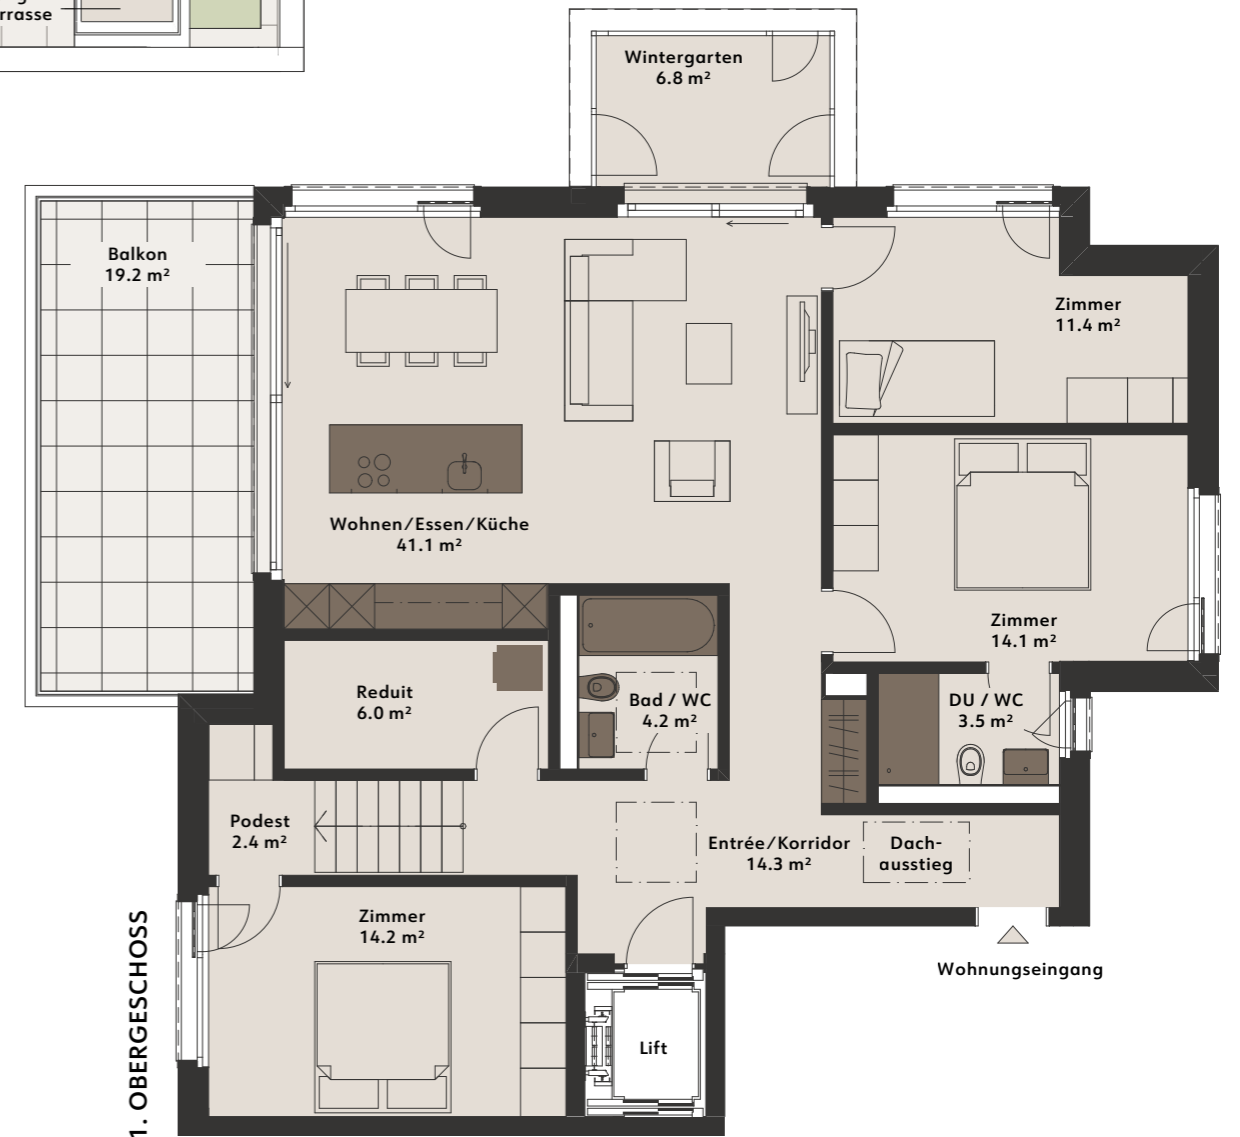 rrasse
Wintergarten
6.8 m²
Balkon
19.2 m²
Zimmer
11.4 m²
Wohnen/Essen/Küche
41.1 m²
Zimmer
14.1 m²
Reduit
6.0 m²
Bad / WC
4.2 m²
DU / WC
3.5 m²
Podest
2.4 m²
Entrée/Korridor
14.3 m²
Dach-
ausstieg
Zimmer
14.2 m²
Wohnungseingang
Lift
1. OBERGESCHOSS